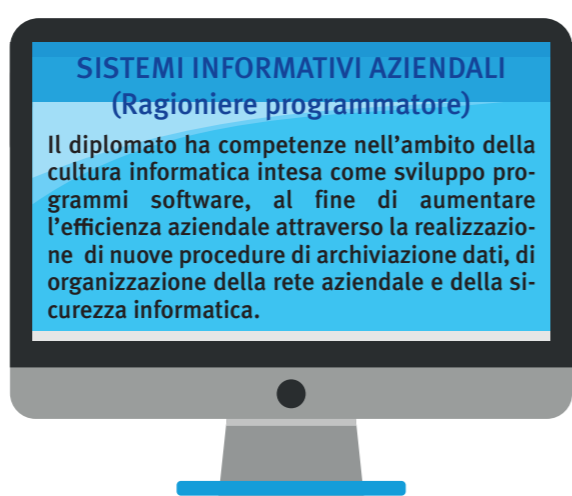 SISTEMI INFORMATIVI AZIENDALI
(Ragioniere programmatore)
Il diplomato ha competenze nell'ambito della
cultura informatica intesa come sviluppo pro-
grammi software, al fine di aumentare
l'efficienza aziendale attraverso la realizzazio-
ne di nuove procedure di archiviazione dati, di
organizzazione della rete aziendale e della si-
curezza informatica.